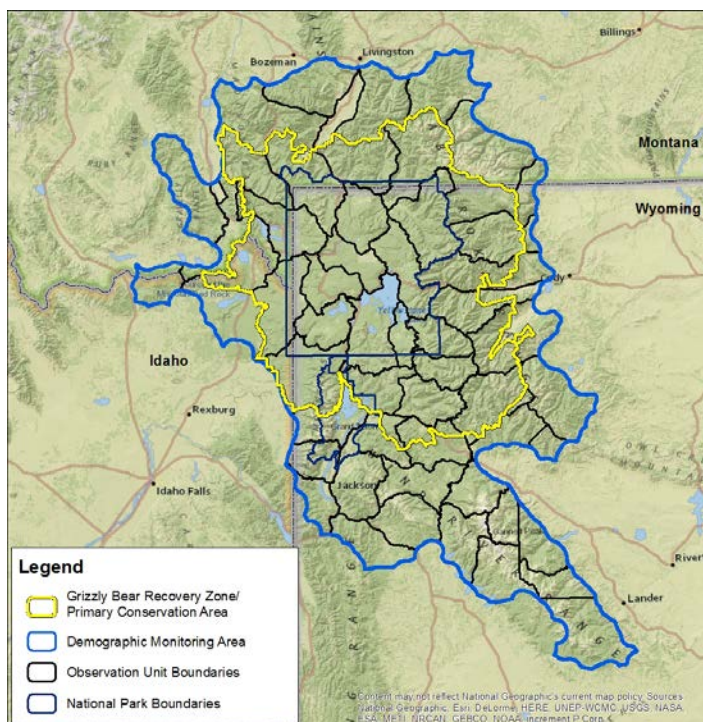 Bozeman
Livingston
Billings
Montana
Wyoming
Cody
Idaho
Rexburg
Jackson
Idaho Falls
Lander
RANGE
Legend
Grizzly Bear Recovery Zone/
Primary Conservation Area
Demographic Monitoring Area
Observation Unit Boundaries
National Park Boundaries
Content may not reflect National Geographic's current map policy. Sources:
National Geographic, Esri, DeLorme, HERE, UNEP-WCMC, USGS, NASA,
ESA, METI, NRCAN, GEBCO, NOAA, increment P Corp.